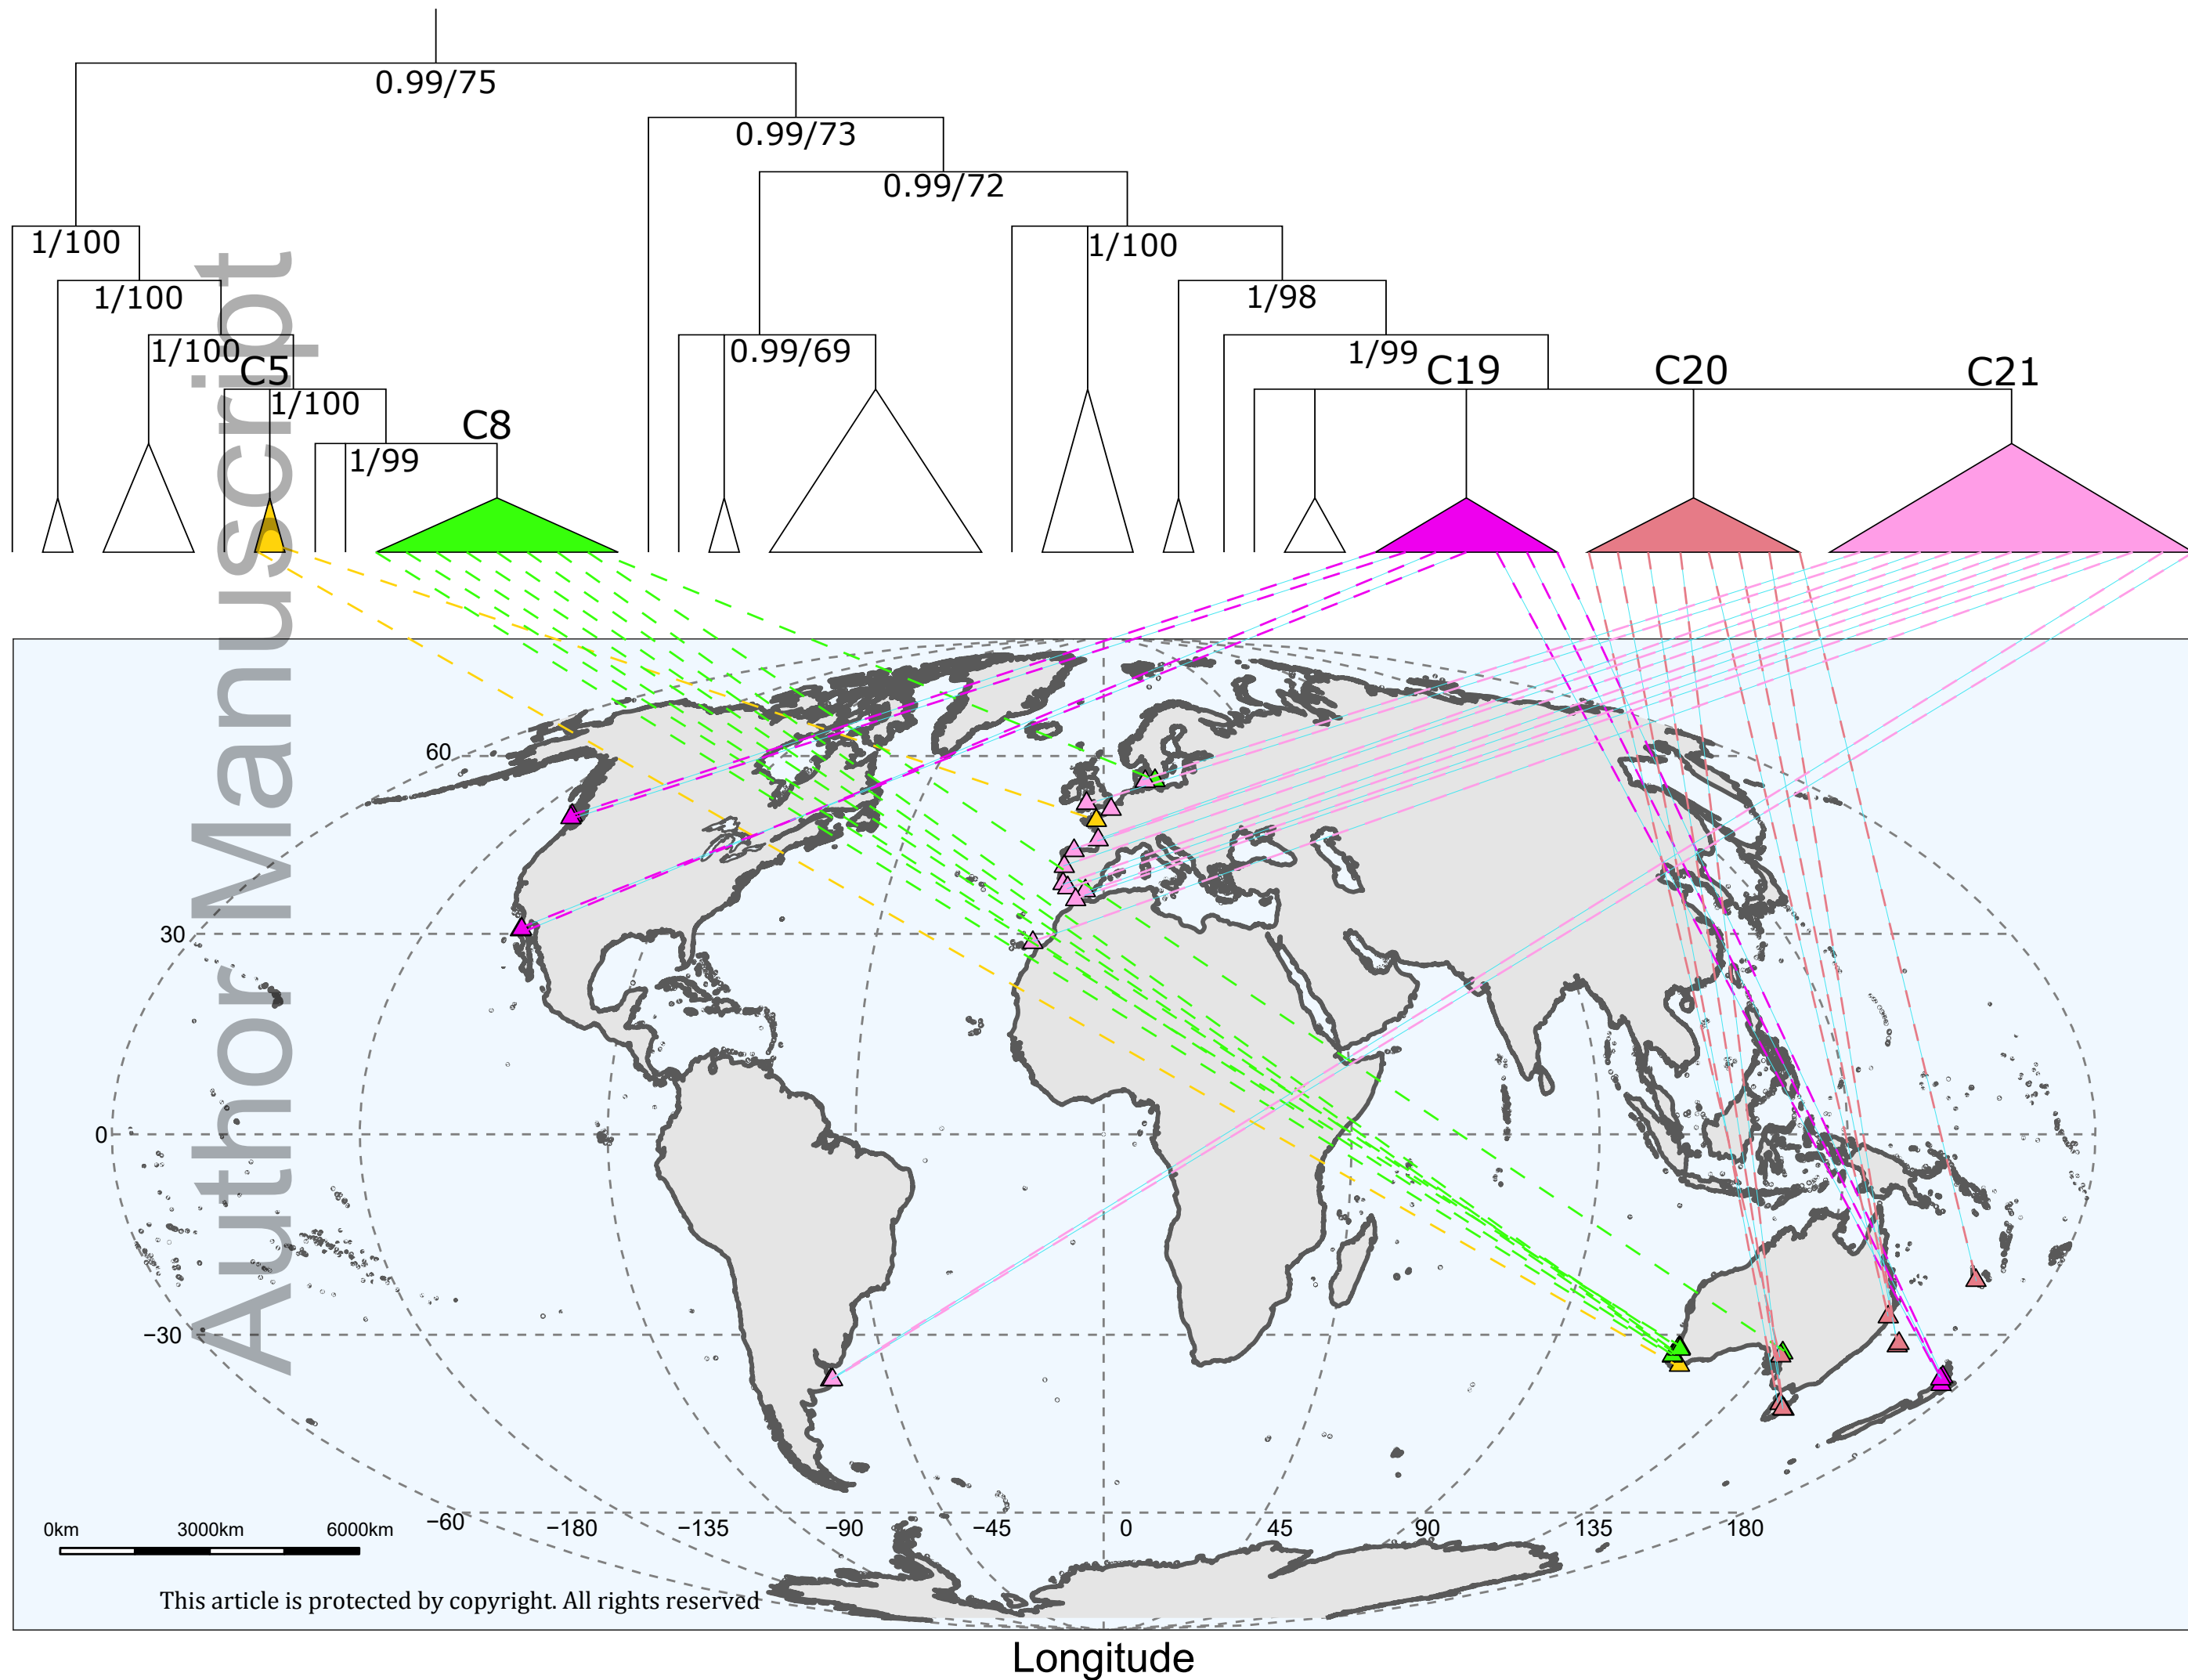 0.99/75
0.99/73
0.99/72
1/100
1/100
1/100
1/98
1/100
0.99/69
1/99
C5
C19
C20
C21
1/100
C8
1/99
Author Manuscript
60
30
0
−30
−60
−180
−135
−90
−45
0
45
90
135
180
0km
3000km
6000km
This article is protected by copyright. All rights reserved
Longitude